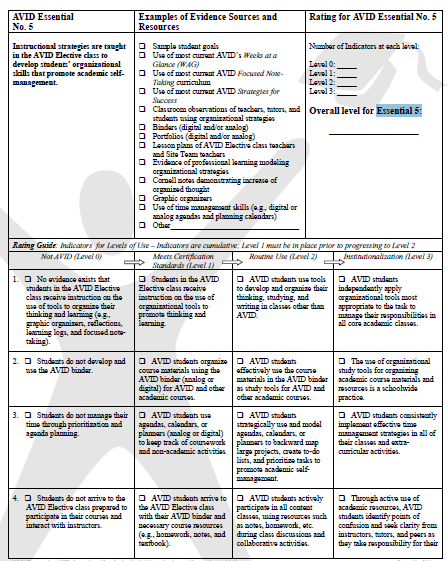 AVID Essential
No. 5
Examples of Evidence Sources and
Resources
Rating for AVID Essential No. 5
Instructional strategies are taught
in the AVID Elective class to
develop students' organizational
skills that promote academic self-
management.
☐ Sample student goals
☐ Use of most current AVID's Weeks at a
Glance (WAG)
☐ Use of most current AVID Focused Note-
Taking curriculum
☐ Use of most current AVID Strategies for
Success
☐ Classroom observations of teachers, tutors, and
students using organizational strategies
☐ Binders (digital and/or analog)
☐ Portfolios (digital and/or analog)
☐ Lesson plans of AVID Elective class teachers
and Site Team teachers
☐ Evidence of professional learning modeling
organizational strategies
☐ Cornell notes demonstrating increase of
organized thought
☐ Graphic organizers
☐ Use of time management skills (e.g., digital or
analog agendas and planning calendars)
☐ Other
Number of Indicators at each level:
Level 0:
Level 1:
Level 2:
Level 3:
Overall level for Essential 5:
Rating Guide: Indicators for Levels of Use – Indicators are cumulative; Level 1 must be in place prior to progressing to Level 2
Not AVID (Level 0)
Meets Certification
Standards (Level 1)
Routine Use (Level 2)
Institutionalization (Level 3)
1. ☐ No evidence exists that
students in the AVID Elective
class receive instruction on the
use of tools to organize their
thinking and learning (e.g.,
graphic organizers, reflections,
learning logs, and focused note-
taking).
☐ Students in the AVID
Elective class receive
instruction on the use of
organizational tools to
promote thinking and
learning.
☐ AVID students use tools
to develop and organize their
thinking, studying, and
writing in classes other than
AVID.
☐ AVID students
independently apply
organizational tools most
appropriate to the task to
manage their responsibilities in
all core academic classes.
2. ☐ Students do not develop and
use the AVID binder.
☐ AVID students organize
course materials using the
AVID binder (analog or
digital) for AVID and other
academic courses.
☐ AVID students
effectively use the course
materials in the AVID binder
as study tools for AVID and
other academic courses.
☐ The use of organizational
study tools for organizing
academic course materials and
resources is a schoolwide
practice.
3. ☐ Students do not manage their
time through prioritization and
agenda planning.
☐ AVID students use
agendas, calendars, or
planners (analog or digital)
to keep track of coursework
and non-academic activities.
☐ AVID students
strategically use and model
agendas, calendars, or
planners to backward map
large projects, create to-do
lists, and prioritize tasks to
promote academic self-
management.
☐ AVID students consistently
implement effective time
management strategies in all of
their classes and extra-
curricular activities.
4. ☐ Students do not arrive to the
AVID Elective class prepared to
participate in their courses and
interact with instructors.
☐ AVID students arrive to
the AVID Elective class
with their AVID binder and
necessary course resources
(e.g., homework, notes, and
textbook).
☐ AVID students actively
participate in all content
classes, using resources such
as notes, homework, etc.
during class discussions and
collaborative activities.
☐ Through active use of
academic resources, AVID
students identify points of
confusion and seek clarity from
instructors, tutors, and peers as
they take responsibility for their